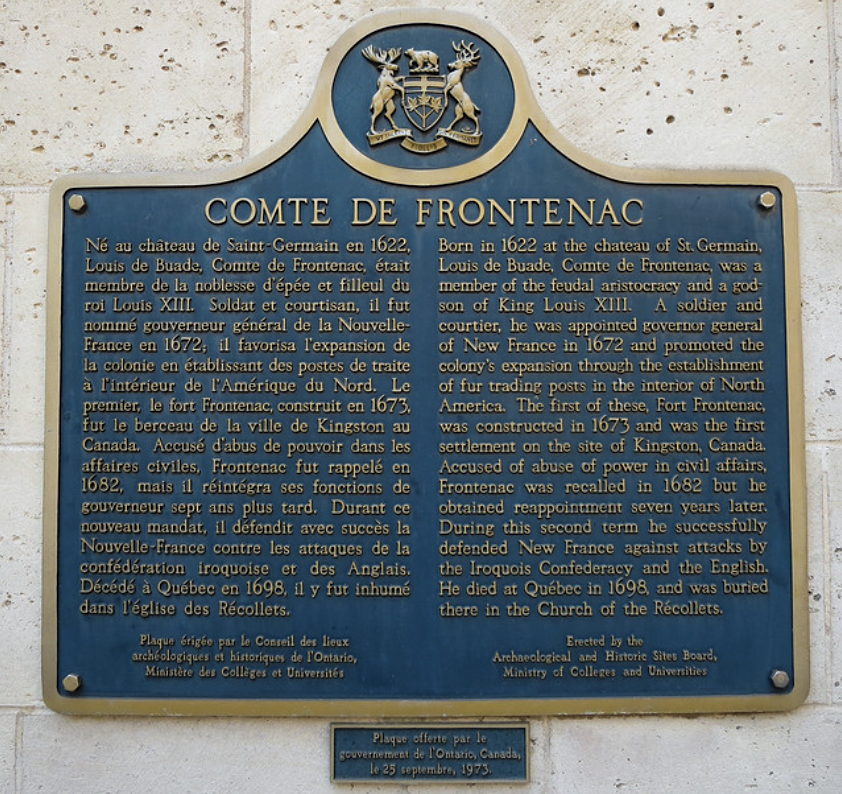 COMTE DE FRONTENAC
Né au château de Saint-Germain en 1622,
Louis de Buade, Comte de Frontenac, était
membre de la noblesse d'épée et filleul du
roi Louis XIII. Soldat et courtisan, il fut
nommé gouverneur général de la Nouvelle-
France en 1672; il favorisa l'expansion de
la colonie en établissant des postes de traite
à l'intérieur de l'Amérique du Nord. Le
premier, le fort Frontenac, construit en 1673,
fut le berceau de la ville de Kingston au
Canada. Accusé d'abus de pouvoir dans les
affaires civiles, Frontenac fut rappelé en
1682, mais il réintégra ses fonctions de
gouverneur sept ans plus tard. Durant ce
nouveau mandat, il défendit avec succès la
Nouvelle-France contre les attaques de la
confédération iroquoise et des Anglais.
Décédé à Québec en 1698, il y fut inhumé
dans l'église des Récollets.
Plaque érigée par le Conseil des lieux
archéologiques et historiques de l'Ontario,
Ministère des Collèges et Universités
Born in 1622 at the chateau of St. Germain,
Louis de Buade, Comte de Frontenac, was a
member of the feudal aristocracy and a god-
son of King Louis XIII. A soldier and
courtier, he was appointed governor general
of New France in 1672 and promoted the
colony's expansion through the establishment
of fur trading posts in the interior of North
America. The first of these, Fort Frontenac,
was constructed in 1673 and was the first
settlement on the site of Kingston, Canada.
Accused of abuse of power in civil affairs,
Frontenac was recalled in 1682 but he
obtained reappointment seven years later.
During this second term he successfully
defended New France against attacks by
the Iroquois Confederacy and the English.
He died at Québec in 1698, and was buried
there in the Church of the Récollets.
Erected by the
Archaeological and Historic Sites Board,
Ministry of Colleges and Universities
Plaque offerte par le
gouvernement de l'Ontario, Canada,
le 25 septembre, 1973.